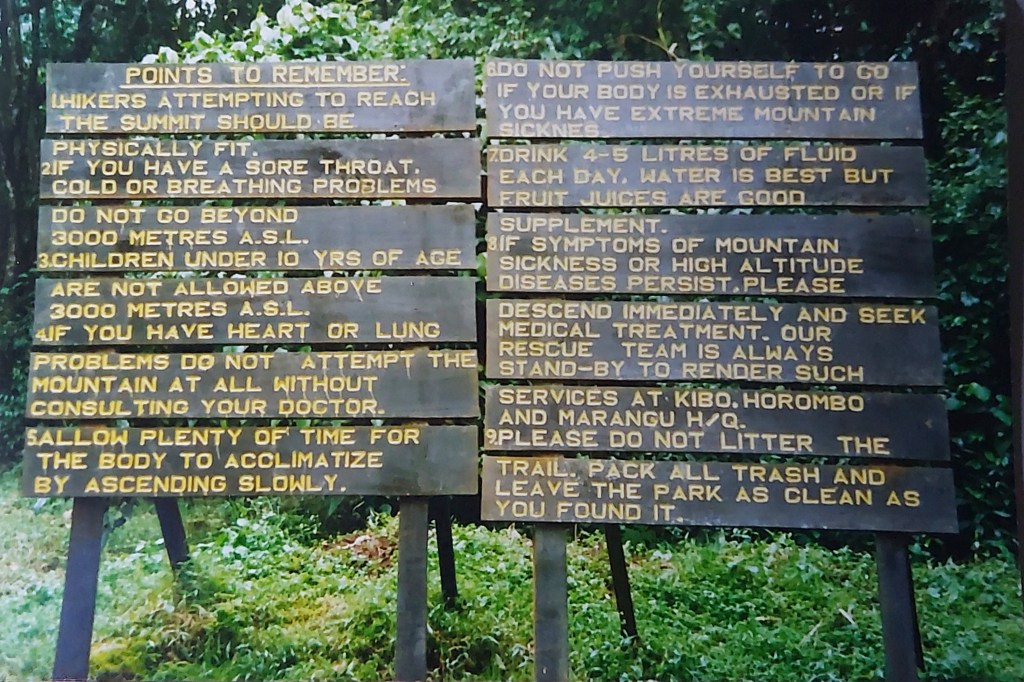 POINTS TO REMEMBER:
1.HIKERS ATTEMPTING TO REACH
THE SUMMIT SHOULD BE
PHYSICALLY FIT.
2.IF YOU HAVE A SORE THROAT.
COLD OR BREATHING PROBLEMS
DO NOT GO BEYOND
3000 METRES A.S.L.
3.CHILDREN UNDER 10 YRS OF AGE
ARE NOT ALLOWED ABOVE
3000 METRES A.S.L.
4.IF YOU HAVE HEART OR LUNG
PROBLEMS DO NOT ATTEMPT THE
MOUNTAIN AT ALL WITHOUT
CONSULTING YOUR DOCTOR.
5.ALLOW PLENTY OF TIME FOR
THE BODY TO ACCLIMATIZE
BY ASCENDING SLOWLY.
6.DO NOT PUSH YOURSELF TO GO
IF YOUR BODY IS EXHAUSTED OR IF
YOU HAVE EXTREME MOUNTAIN
SICKNES.
7.DRINK 4-5 LITRES OF FLUID
EACH DAY. WATER IS BEST BUT
FRUIT JUICES ARE GOOD
SUPPLEMENT.
8.IF SYMPTOMS OF MOUNTAIN
SICKNESS OR HIGH ALTITUDE
DISEASES PERSIST, PLEASE
DESCEND IMMEDIATELY AND SEEK
MEDICAL TREATMENT. OUR
RESCUE TEAM IS ALWAYS
STAND-BY TO RENDER SUCH
SERVICES AT KIBO, HOROMBO
AND MARANGU H/Q.
9.PLEASE DO NOT LITTER THE
TRAIL. PACK ALL TRASH AND
LEAVE THE PARK AS CLEAN AS
YOU FOUND IT.